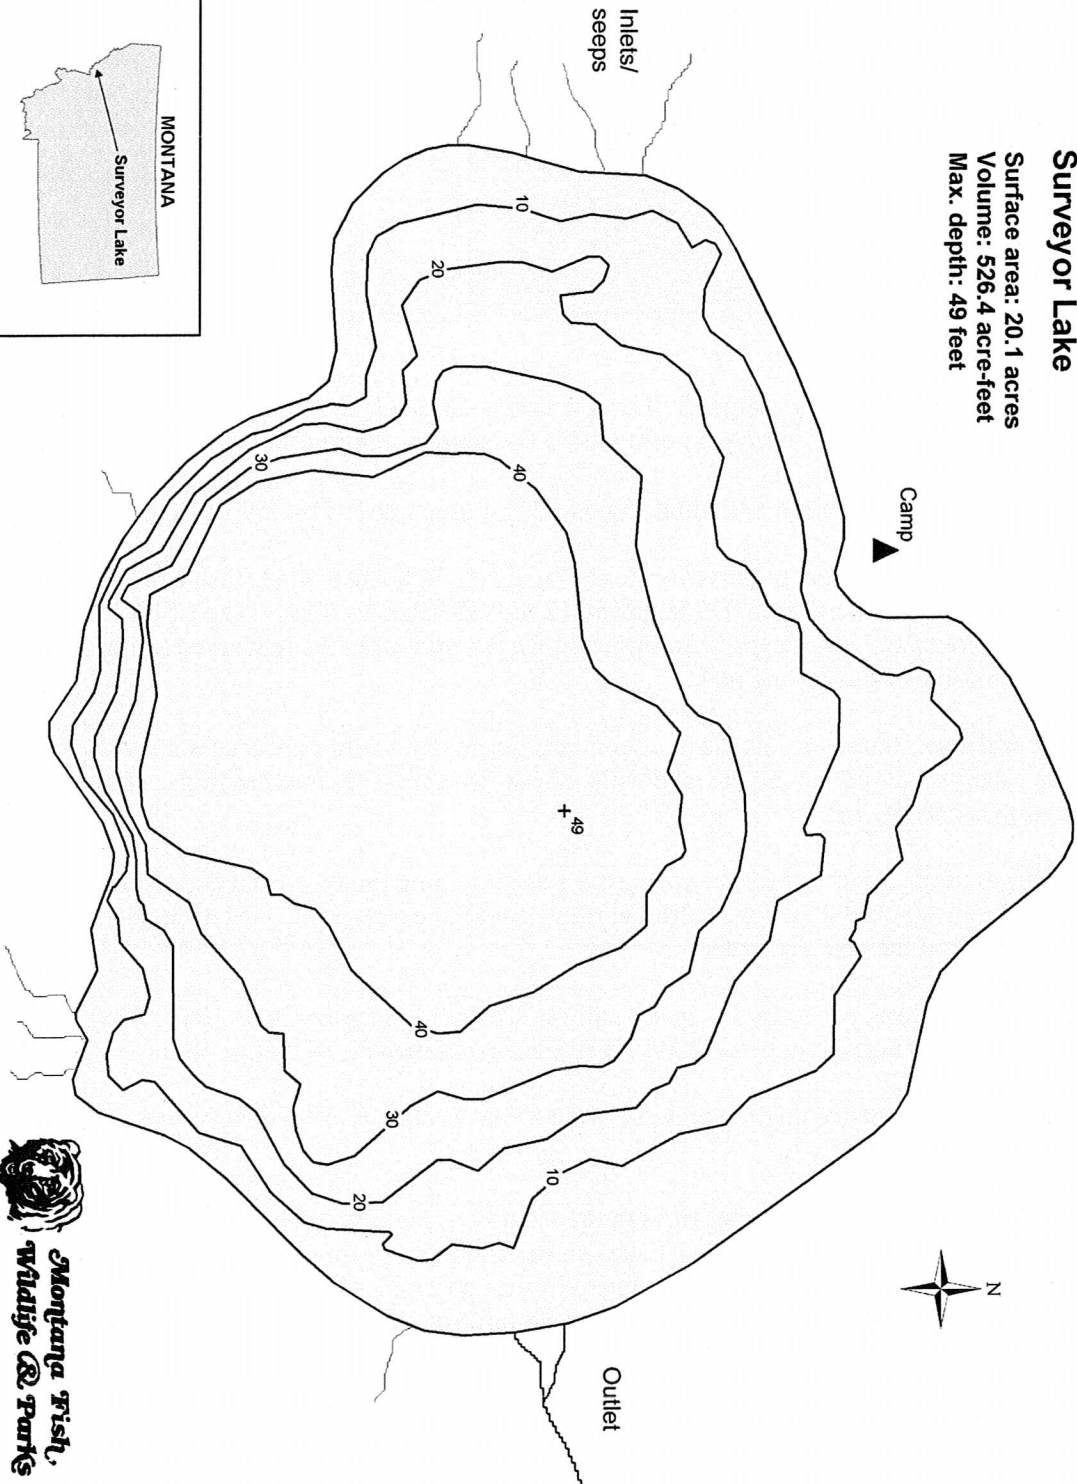 Surveyor Lake
Surface area: 20.1 acres
Volume: 526.4 acre-feet
Max. depth: 49 feet
N
Camp
Inlets/
seeps
10
20
30
40
49
40
30
20
10
Outlet
MONTANA
Surveyor Lake
Montana Fish,
Wildlife & Parks